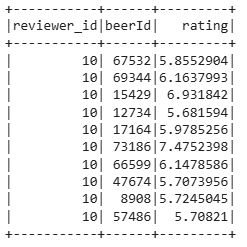 +-----------+------+---------+
|reviewer_id|beerId|   rating|
+-----------+------+---------+
|         10| 67532|5.8552904|
|         10| 69344|6.1637993|
|         10| 15429| 6.931842|
|         10| 12734| 5.681594|
|         10| 17164|5.9785256|
|         10| 73186|7.4752398|
|         10| 66599|6.1478586|
|         10| 47674|5.7073956|
|         10|  8908|5.7245045|
|         10| 57486|  5.70821|
+-----------+------+---------+